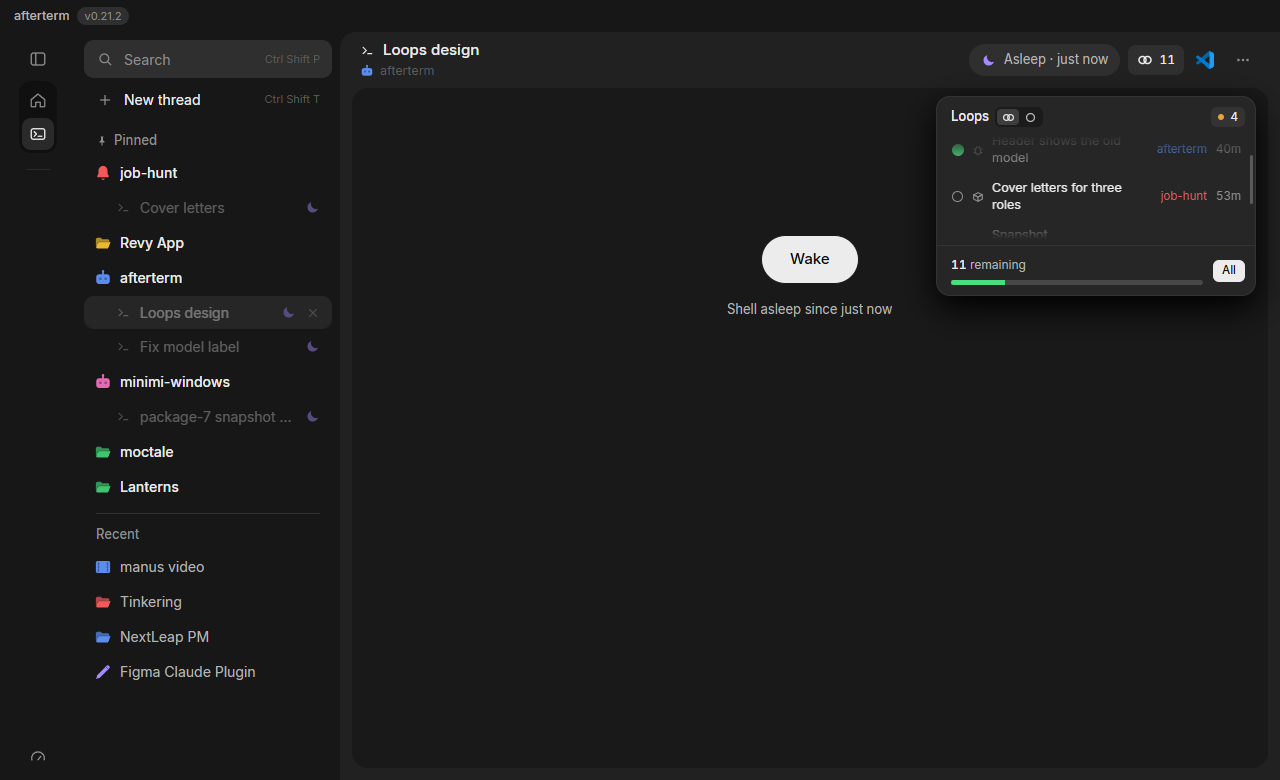 afterterm v0.21.2
Search Ctrl Shift P
New thread Ctrl Shift T
Pinned
job-hunt
Cover letters
Revy App
afterterm
Loops design
Fix model label
minimi-windows
package-7 snapshot ...
moctale
Lanterns
Recent
manus video
Tinkering
NextLeap PM
Figma Claude Plugin
Loops design
afterterm
Asleep · just now
11
Loops
4
Header shows the old
model
afterterm 40m
Cover letters for three
roles
job-hunt 53m
Snapshot
11 remaining
All
Wake
Shell asleep since just now